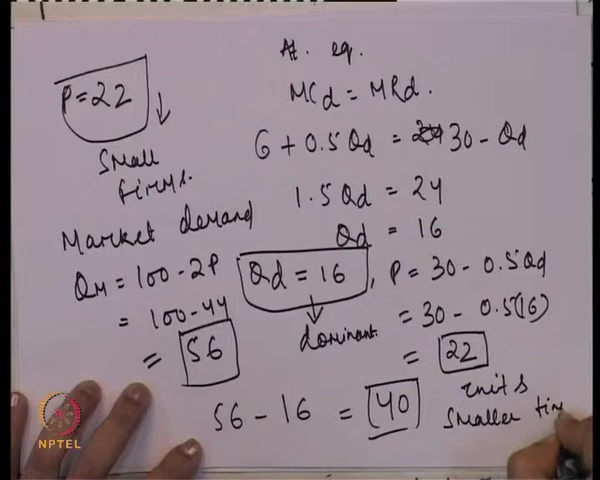 At. eq.
P=22
MCd = MRd.
Small
firms.
6 + 0.5Qd = 30 - Qd
1.5Qd = 24
Qd = 16
Market demand
QM = 100 - 2P
= 100 - 44
= 56
Qd = 16, P = 30 - 0.5Qd
dominant.
= 30 - 0.5(16)
= 22
56 - 16 = 40 units
smaller fir
NPTEL